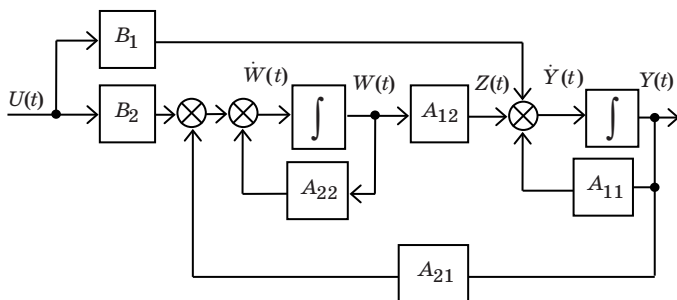 B₁
Ẇ(t) W(t) Z(t) Ẏ(t) Y(t)
U(t)
B₂ ∫ A₁₂ ∫
A₂₂ A₁₁
A₂₁